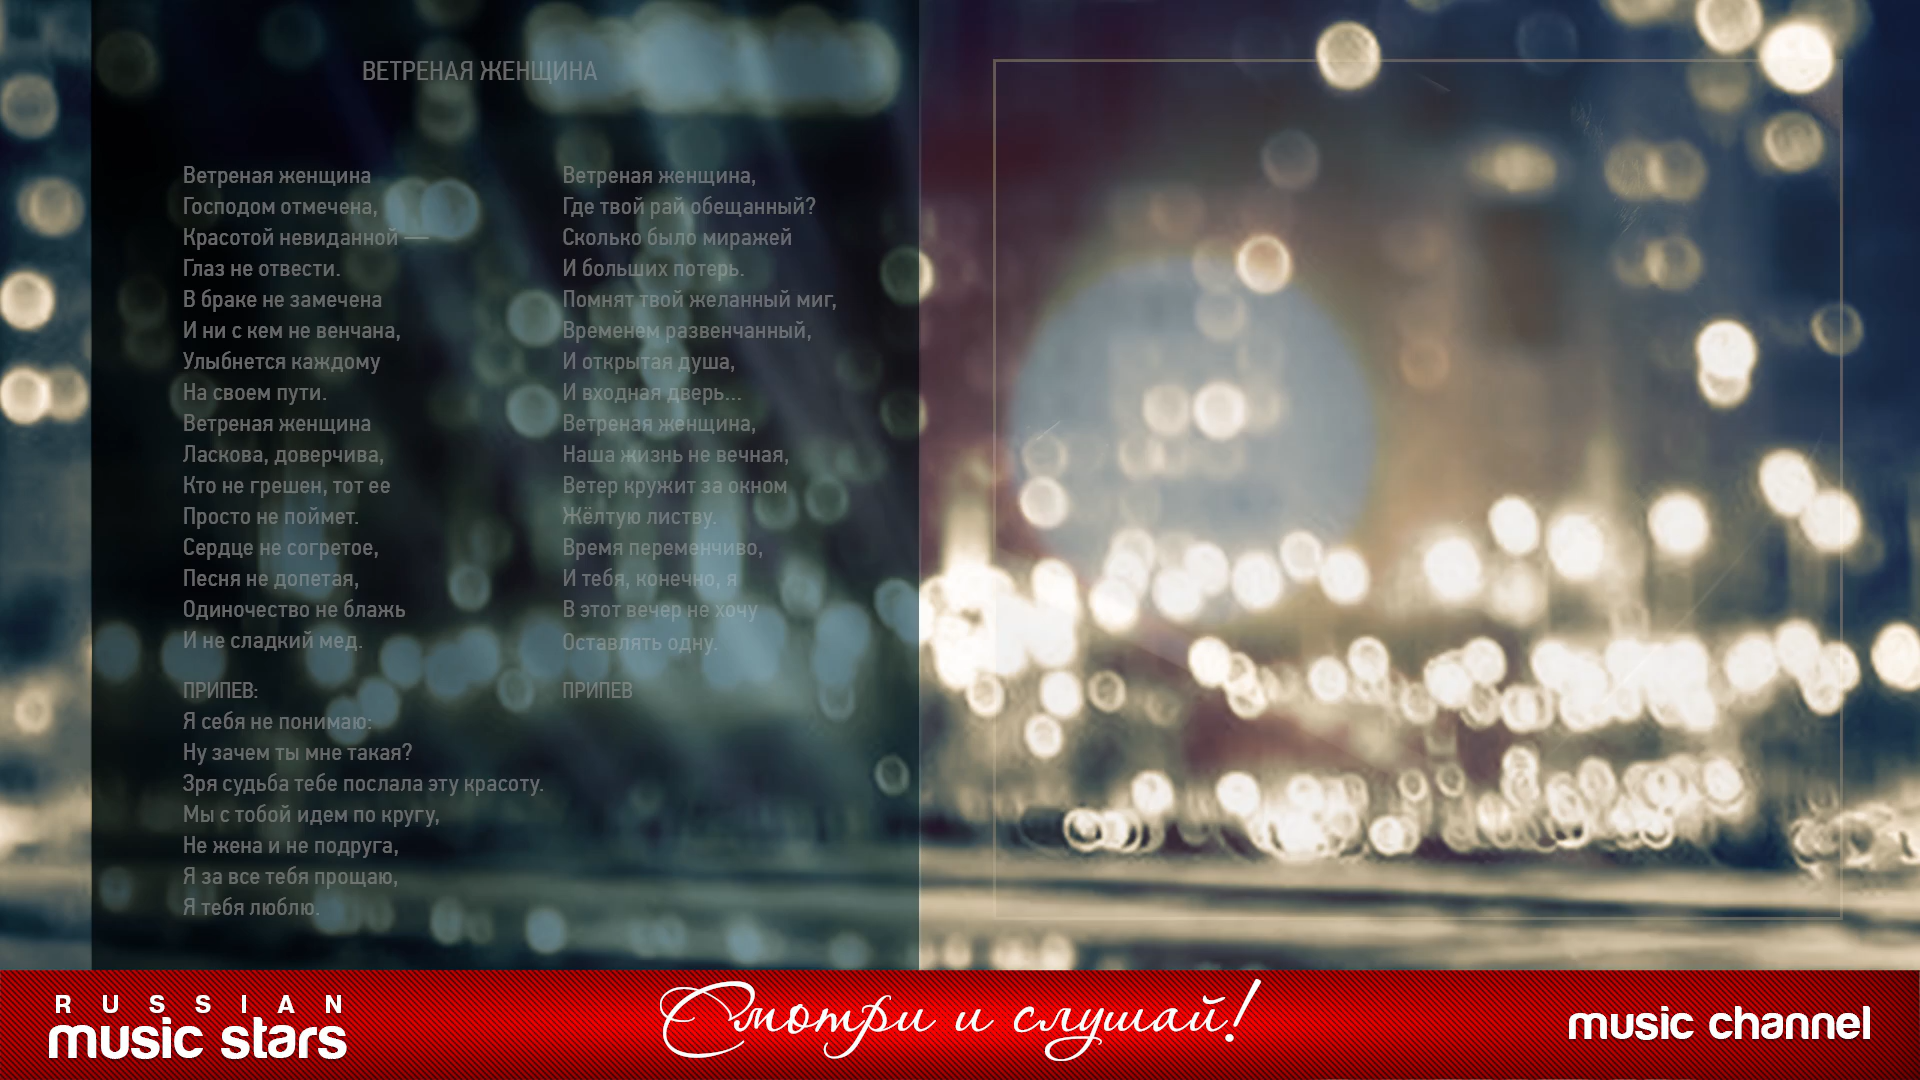 ВЕТРЕНАЯ ЖЕНЩИНА
Ветреная женщина
Господом отмечена,
Красотой невиданной —
Глаз не отвести.
В браке не замечена
И ни с кем не венчана,
Улыбнется каждому
На своем пути.
Ветреная женщина
Ласкова, доверчива,
Кто не грешен, тот ее
Просто не поймет.
Сердце не согретое,
Песня не допетая,
Одиночество не блажь
И не сладкий мед.
ПРИПЕВ:
Я себя не понимаю:
Ну зачем ты мне такая?
Зря судьба тебе послала эту красоту.
Мы с тобой идем по кругу,
Не жена и не подруга,
Я за все тебя прощаю,
Я тебя люблю.
Ветреная женщина,
Где твой рай обещанный?
Сколько было миражей
И больших потерь.
Помнят твой желанный миг,
Временем развенчанный,
И открытая душа,
И входная дверь...
Ветреная женщина,
Наша жизнь не вечная,
Ветер кружит за окном
Жёлтую листву.
Время переменчиво,
И тебя, конечно, я
В этот вечер не хочу
Оставлять одну.
ПРИПЕВ
RUSSIAN
music stars
Смотри и слушай!
music channel